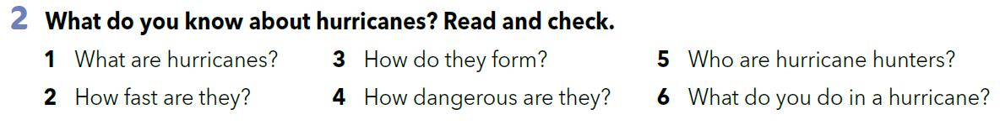 2 What do you know about hurricanes? Read and check.
1 What are hurricanes? 3 How do they form? 5 Who are hurricane hunters?
2 How fast are they? 4 How dangerous are they? 6 What do you do in a hurricane?